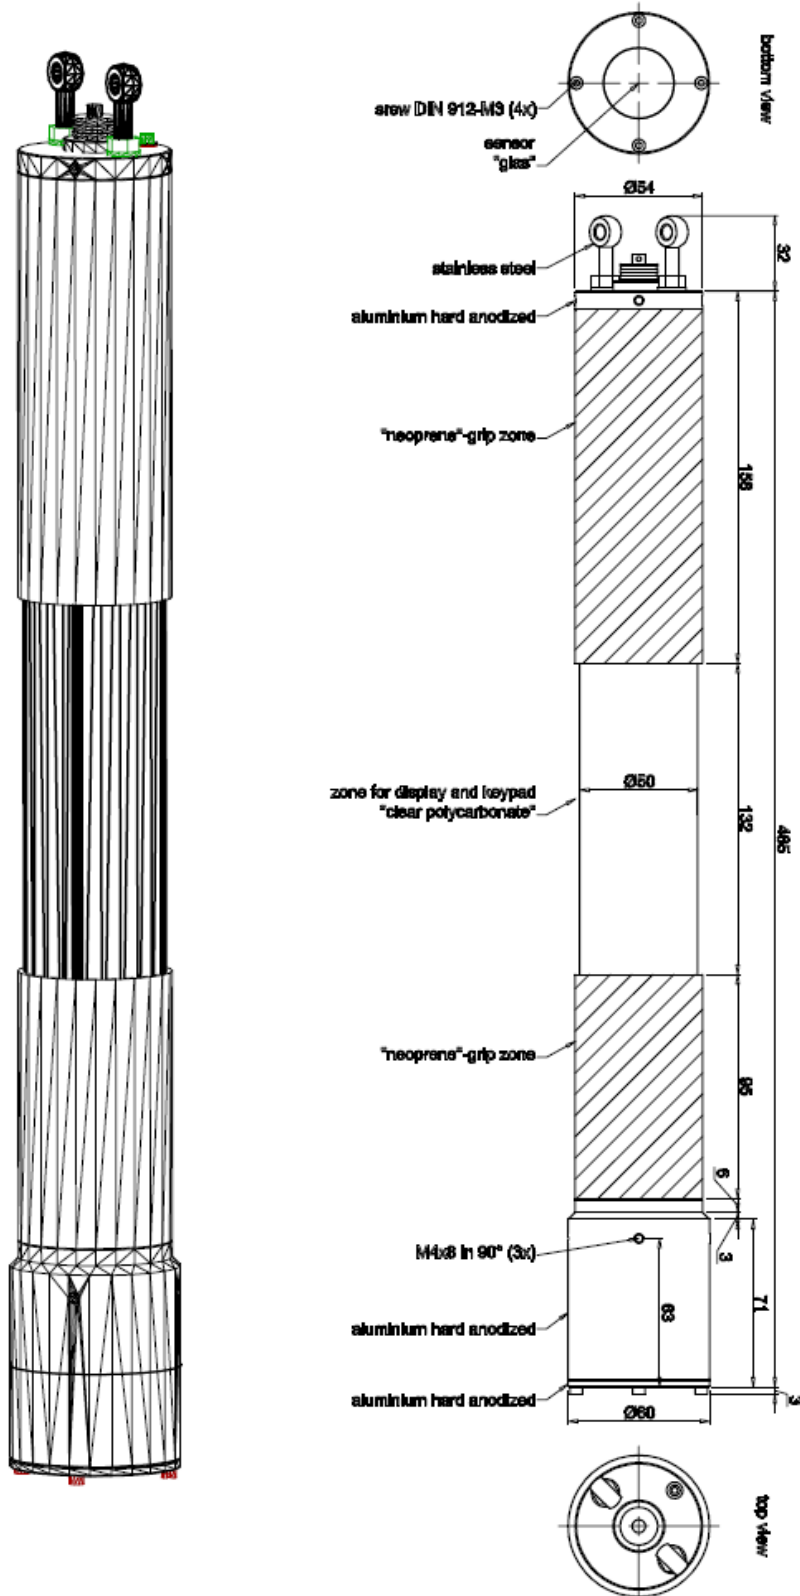 bottom view
srew DIN 912-M3 (4x)
sensor
"glas"
Ø54
32
stainless steel
aluminium hard anodized
"neoprene"-grip zone
158
zone for display and keypad
"clear polycarbonate"
Ø50
132
465
"neoprene"-grip zone
95
6
3
M4x8 in 90° (3x)
63
71
aluminium hard anodized
aluminium hard anodized
3
Ø60
top view